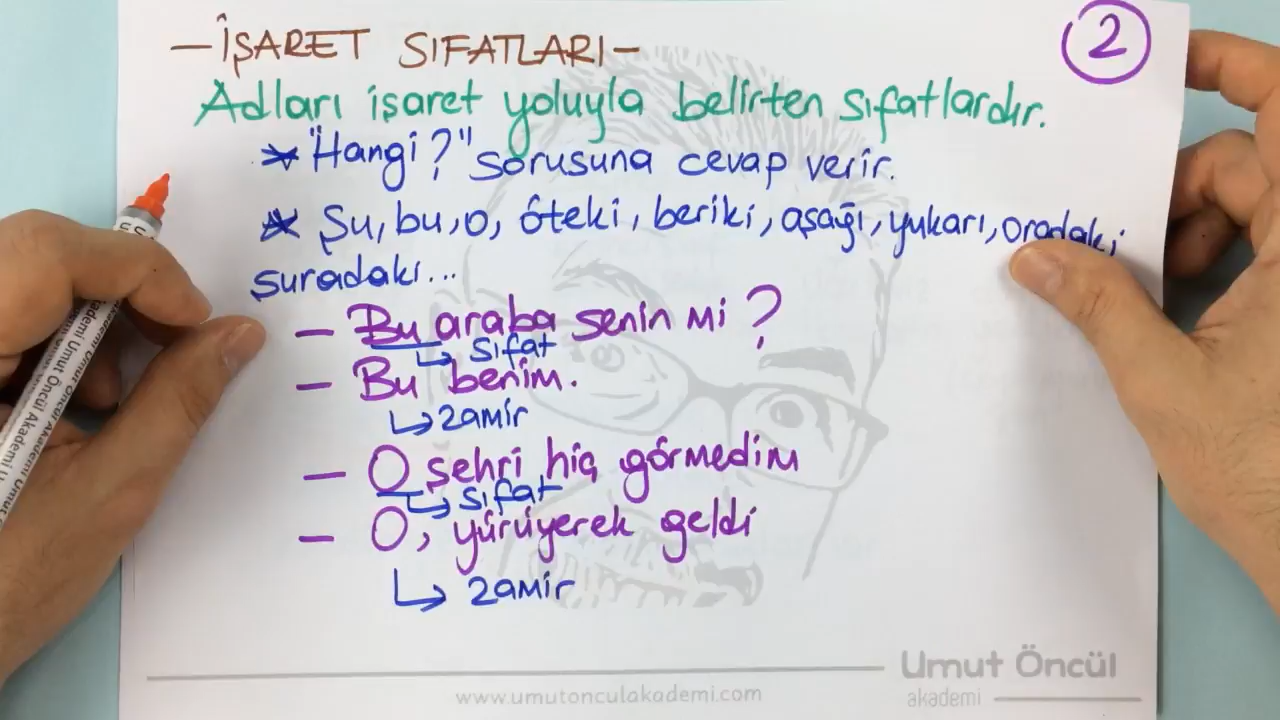 -İŞARET SIFATLARI-
2
Adları işaret yoluyla belirten sıfatlardır.
* "Hangi?" sorusuna cevap verir.
* Şu, bu, o, öteki, beriki, aşağı, yukarı, oradaki
şuradaki...
- Bu araba senin mi?
↳ sıfat
- Bu benim.
↳ zamir
- O şehri hiç görmedim
↳ sıfat
- O, yürüyerek geldi
↳ zamir
Umut Öncül
akademi
www.umutonculakademi.com